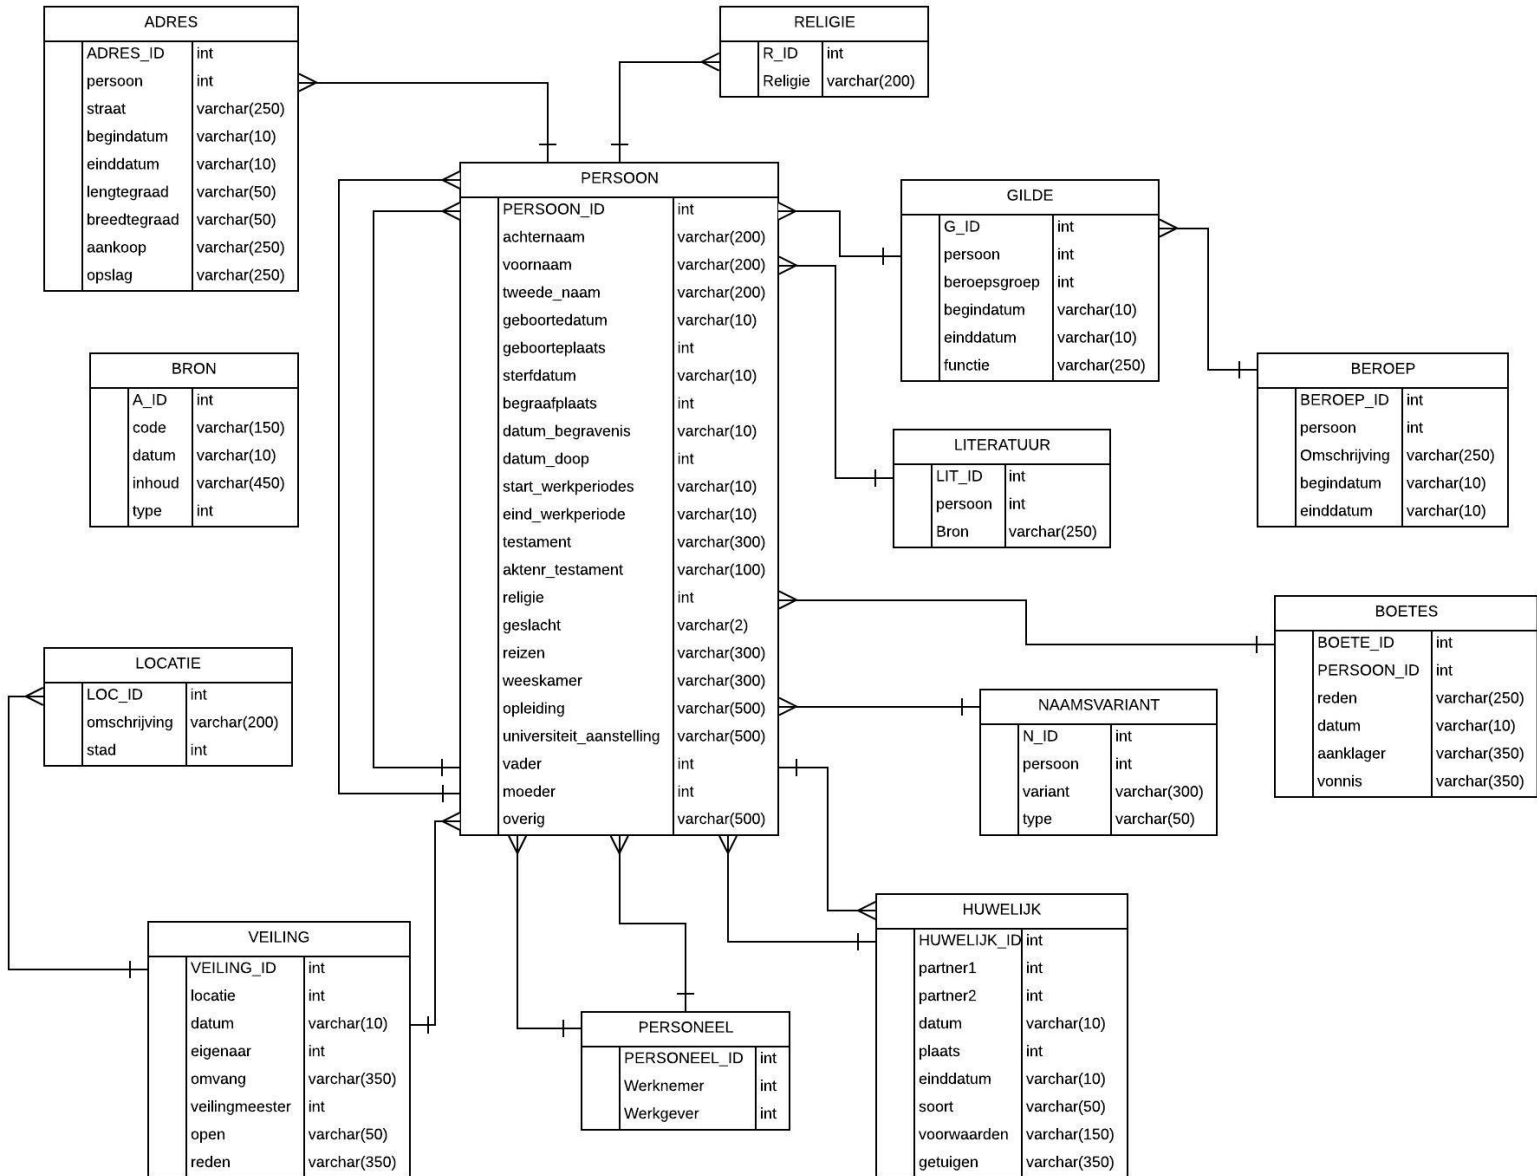 ADRES
ADRES_ID int
persoon int
straat varchar(250)
begindatum varchar(10)
einddatum varchar(10)
lengtegraad varchar(50)
breedtegraad varchar(50)
aankoop varchar(250)
opslag varchar(250)
RELIGIE
R_ID int
Religie varchar(200)
PERSOON
PERSOON_ID int
achternaam varchar(200)
voornaam varchar(200)
tweede_naam varchar(200)
geboortedatum varchar(10)
geboorteplaats int
sterfdatum varchar(10)
begraafplaats int
datum_begravenis varchar(10)
datum_doop int
start_werkperiodes varchar(10)
eind_werkperiode varchar(10)
testament varchar(300)
aktenr_testament varchar(100)
religie int
geslacht varchar(2)
reizen varchar(300)
weeskamer varchar(300)
opleiding varchar(500)
universiteit_aanstelling varchar(500)
vader int
moeder int
overig varchar(500)
GILDE
G_ID int
persoon int
beroepsgroep int
begindatum varchar(10)
einddatum varchar(10)
functie varchar(250)
BRON
A_ID int
code varchar(150)
datum varchar(10)
inhoud varchar(450)
type int
BEROEP
BEROEP_ID int
persoon int
Omschrijving varchar(250)
begindatum varchar(10)
einddatum varchar(10)
LITERATUUR
LIT_ID int
persoon int
Bron varchar(250)
BOETES
BOETE_ID int
PERSOON_ID int
reden varchar(250)
datum varchar(10)
aanklager varchar(350)
vonnis varchar(350)
LOCATIE
LOC_ID int
omschrijving varchar(200)
stad int
NAAMSVARIANT
N_ID int
persoon int
variant varchar(300)
type varchar(50)
VEILING
VEILING_ID int
locatie int
datum varchar(10)
eigenaar int
omvang varchar(350)
veilingmeester int
open varchar(50)
reden varchar(350)
PERSONEEL
PERSONEEL_ID int
Werknemer int
Werkgever int
HUWELIJK
HUWELIJK_ID int
partner1 int
partner2 int
datum varchar(10)
plaats int
einddatum varchar(10)
soort varchar(50)
voorwaarden varchar(150)
getuigen varchar(350)